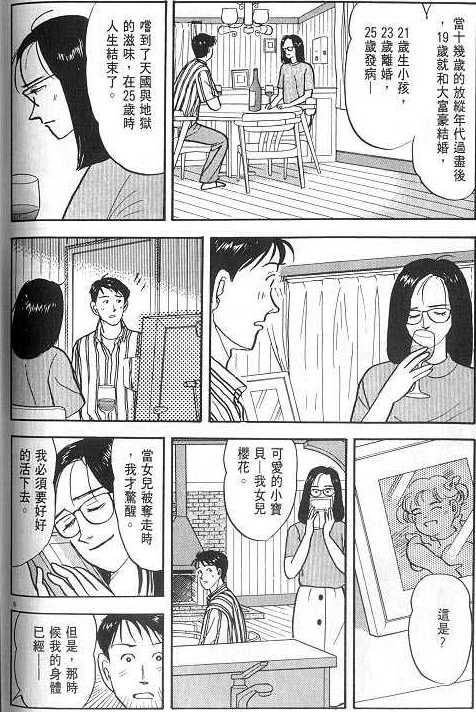 當十幾歲的放縱年代過盡後
，19歲就和大富豪結婚，
21歲生小孩，
23歲離婚，
25歲發病—
嚐到了天國與地獄
的滋味，在25歲時
人生結束了。
這是？
可愛的小寶
貝—我女兒
櫻花。
當女兒被奪走時
，我才驚醒。
我必須要好好
的活下去。
但是，那時
候我的身體
已經——